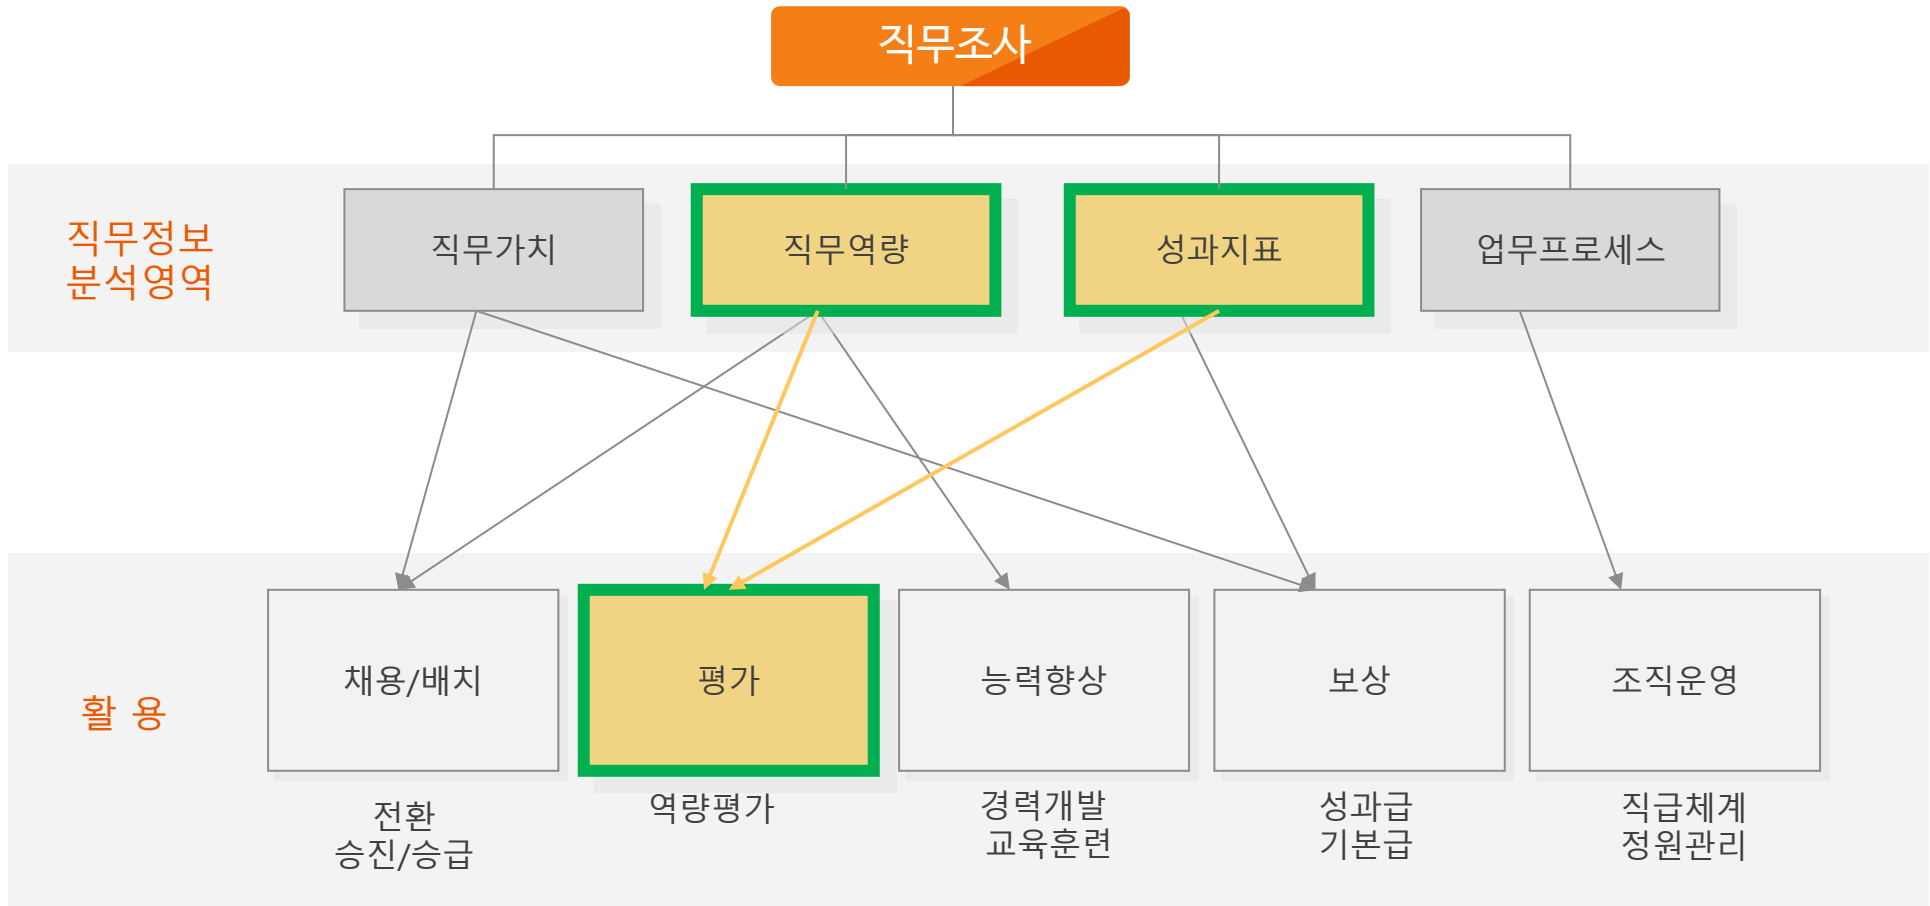 직무조사
직무정보
분석영역
직무가치
직무역량
성과지표
업무프로세스
활 용
채용/배치
평가
능력향상
보상
조직운영
전환
승진/승급
역량평가
경력개발
교육훈련
성과급
기본급
직급체계
정원관리